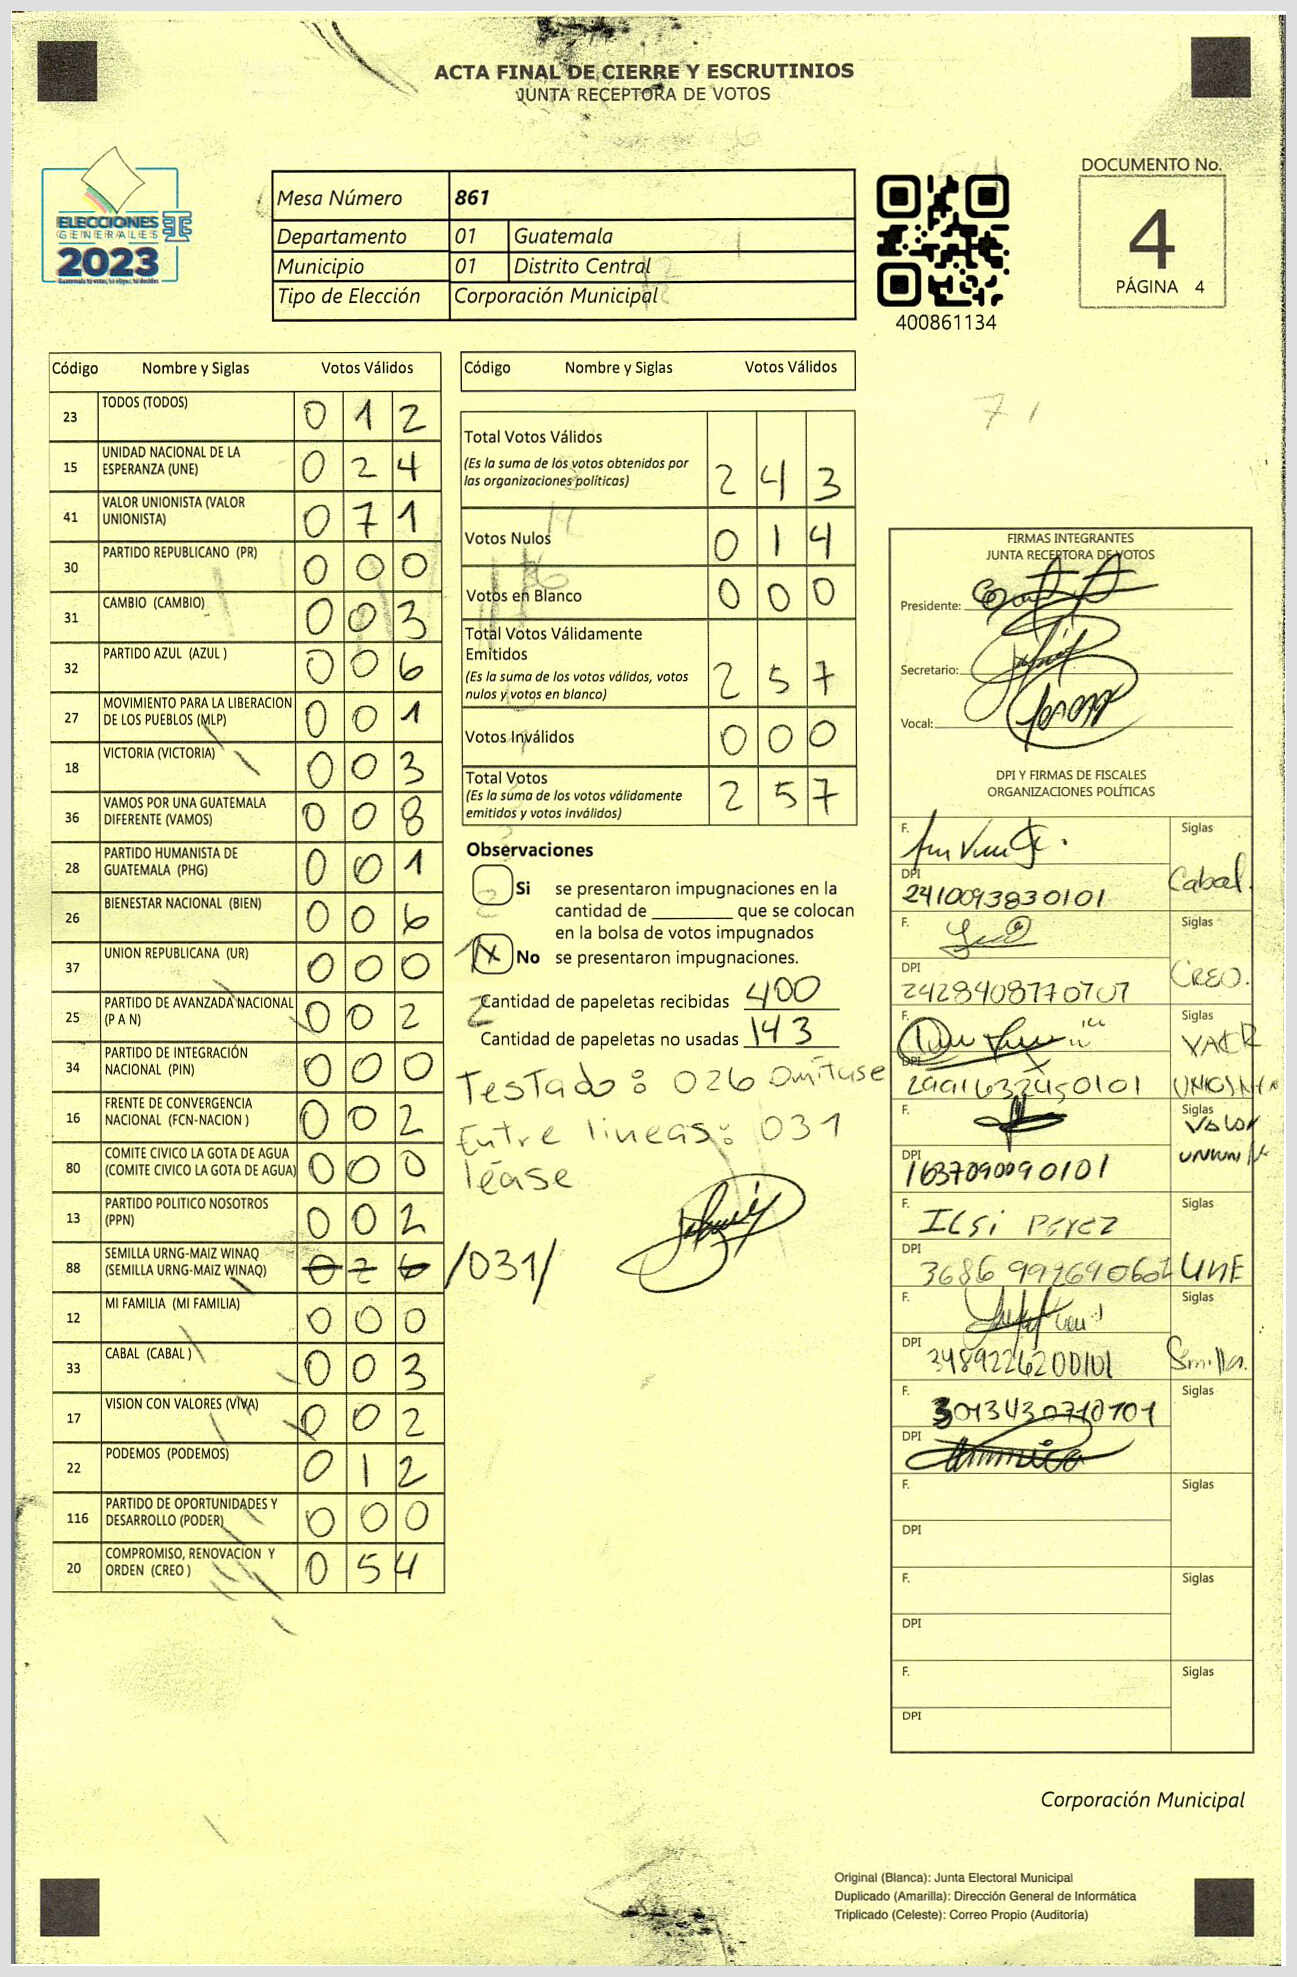 ACTA FINAL DE CIERRE Y ESCRUTINIOS
JUNTA RECEPTORA DE VOTOS
ELECCIONES
GENERALES
2023
Mesa Número 861
Departamento 01 Guatemala
Municipio 01 Distrito Central
Tipo de Elección Corporación Municipal
400861134
DOCUMENTO No.
4
PÁGINA 4
Código Nombre y Siglas Votos Válidos
23 TODOS (TODOS) 0 1 2
15 UNIDAD NACIONAL DE LA
ESPERANZA (UNE) 0 2 4
41 VALOR UNIONISTA (VALOR
UNIONISTA) 0 7 1
30 PARTIDO REPUBLICANO (PR) 0 0 0
31 CAMBIO (CAMBIO) 0 0 3
32 PARTIDO AZUL (AZUL ) 0 0 6
27 MOVIMIENTO PARA LA LIBERACION
DE LOS PUEBLOS (MLP) 0 0 1
18 VICTORIA (VICTORIA) 0 0 3
36 VAMOS POR UNA GUATEMALA
DIFERENTE (VAMOS) 0 0 8
28 PARTIDO HUMANISTA DE
GUATEMALA (PHG) 0 0 1
26 BIENESTAR NACIONAL (BIEN) 0 0 6
37 UNION REPUBLICANA (UR) 0 0 0
25 PARTIDO DE AVANZADA NACIONAL
(P A N) 0 0 2
34 PARTIDO DE INTEGRACIÓN
NACIONAL (PIN) 0 0 0
16 FRENTE DE CONVERGENCIA
NACIONAL (FCN-NACION ) 0 0 2
80 COMITE CIVICO LA GOTA DE AGUA
(COMITE CIVICO LA GOTA DE AGUA) 0 0 0
13 PARTIDO POLITICO NOSOTROS
(PPN) 0 0 2
88 SEMILLA URNG-MAIZ WINAQ
(SEMILLA URNG-MAIZ WINAQ) 0 2 6 /031/
12 MI FAMILIA (MI FAMILIA) 0 0 0
33 CABAL (CABAL ) 0 0 3
17 VISION CON VALORES (VIVA) 0 0 2
22 PODEMOS (PODEMOS) 0 1 2
116 PARTIDO DE OPORTUNIDADES Y
DESARROLLO (PODER) 0 0 0
20 COMPROMISO, RENOVACION Y
ORDEN (CREO ) 0 5 4
Código Nombre y Siglas Votos Válidos
Total Votos Válidos
(Es la suma de los votos obtenidos por
las organizaciones políticas) 2 4 3
Votos Nulos 0 1 4
Votos en Blanco 0 0 0
Total Votos Válidamente
Emitidos
(Es la suma de los votos válidos, votos
nulos y votos en blanco) 2 5 7
Votos Inválidos 0 0 0
Total Votos
(Es la suma de los votos válidamente
emitidos y votos inválidos) 2 5 7
Observaciones
Si se presentaron impugnaciones en la
cantidad de ________ que se colocan
en la bolsa de votos impugnados
X No se presentaron impugnaciones.
Cantidad de papeletas recibidas 400
Cantidad de papeletas no usadas 143
Testado: 026 Omitase
Entre lineas: 031
léase
71
FIRMAS INTEGRANTES
JUNTA RECEPTORA DE VOTOS
Presidente:
Secretario:
Vocal:
DPI Y FIRMAS DE FISCALES
ORGANIZACIONES POLÍTICAS
F. Siglas
DPI 2410093830101 Cabal.
F. Siglas
DPI 2428408770707 CREO.
F. Siglas
DPI
F. Siglas
VALOR
DPI 1637090090101
F. Ilsi Pérez Siglas
DPI UNE
F. Siglas
DPI 3489226200101 Semilla.
F. 3013430710101 Siglas
DPI
F. Siglas
DPI
F. Siglas
DPI
F. Siglas
DPI
Corporación Municipal
Original (Blanca): Junta Electoral Municipal
Duplicado (Amarilla): Dirección General de Informática
Triplicado (Celeste): Correo Propio (Auditoría)